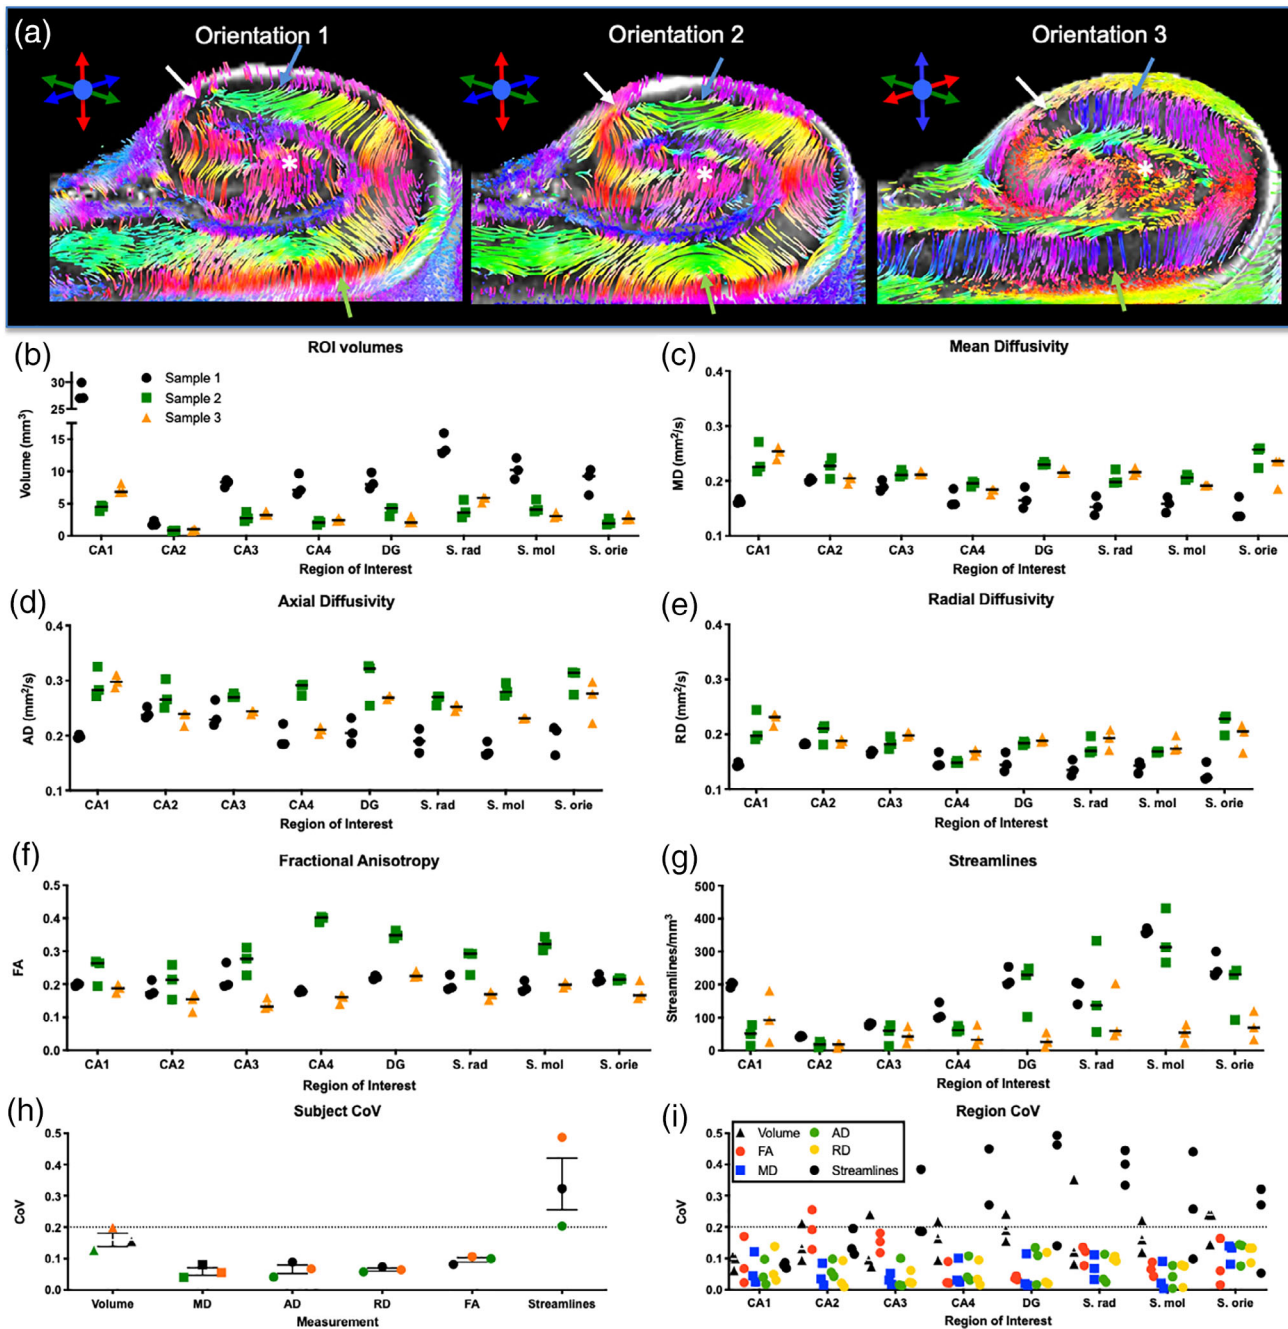 (a)
Orientation 1
Orientation 2
Orientation 3
*
*
*
(b)
ROI volumes
Volume (mm³)
30
25
15
10
5
0
Sample 1
Sample 2
Sample 3
CA1 CA2 CA3 CA4 DG S. rad S. mol S. orie
Region of Interest
(c)
Mean Diffusivity
MD (mm²/s)
0.4
0.3
0.2
0.1
CA1 CA2 CA3 CA4 DG S. rad S. mol S. orie
Region of Interest
(d)
Axial Diffusivity
AD (mm²/s)
0.4
0.3
0.2
0.1
CA1 CA2 CA3 CA4 DG S. rad S. mol S. orie
Region of Interest
(e)
Radial Diffusivity
RD (mm²/s)
0.4
0.3
0.2
0.1
CA1 CA2 CA3 CA4 DG S. rad S. mol S. orie
Region of Interest
(f)
Fractional Anisotropy
FA
0.5
0.4
0.3
0.2
0.1
0.0
CA1 CA2 CA3 CA4 DG S. rad S. mol S. orie
Region of Interest
(g)
Streamlines
Streamlines/mm³
500
400
300
200
100
0
CA1 CA2 CA3 CA4 DG S. rad S. mol S. orie
Region of Interest
(h)
Subject CoV
CoV
0.5
0.4
0.3
0.2
0.1
0.0
Volume MD AD RD FA Streamlines
Measurement
(i)
Region CoV
CoV
0.5
0.4
0.3
0.2
0.1
0.0
Volume AD
FA RD
MD Streamlines
CA1 CA2 CA3 CA4 DG S. rad S. mol S. orie
Region of Interest